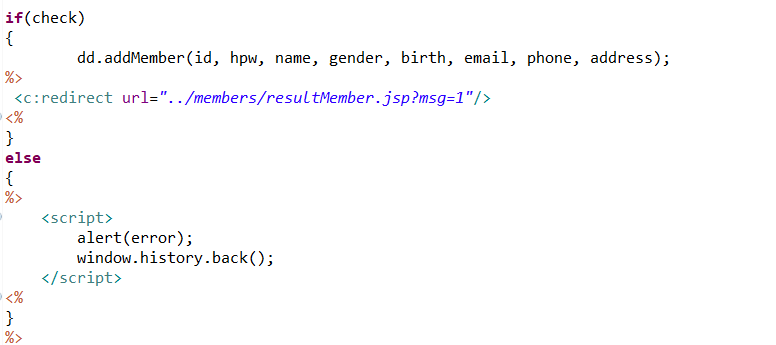 if(check)
{
        dd.addMember(id, hpw, name, gender, birth, email, phone, address);
%>
 <c:redirect url="../members/resultMember.jsp?msg=1"/>
<%
}
else
{
%>
    <script>
        alert(error);
        window.history.back();
    </script>
<%
}
%>